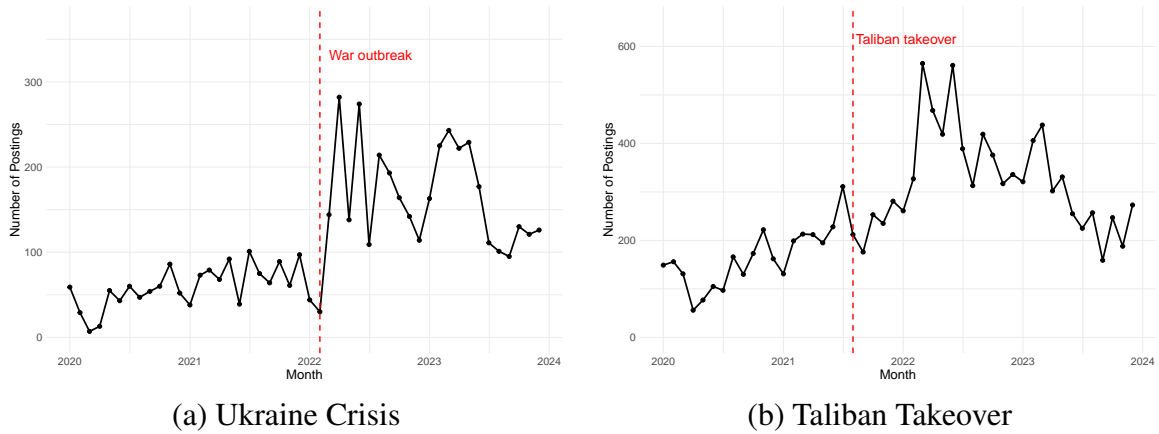 War outbreak
300
200
100
0
Number of Postings
2020
2021
2022
2023
2024
Month
(a) Ukraine Crisis
Taliban takeover
600
400
200
0
Number of Postings
2020
2021
2022
2023
2024
Month
(b) Taliban Takeover